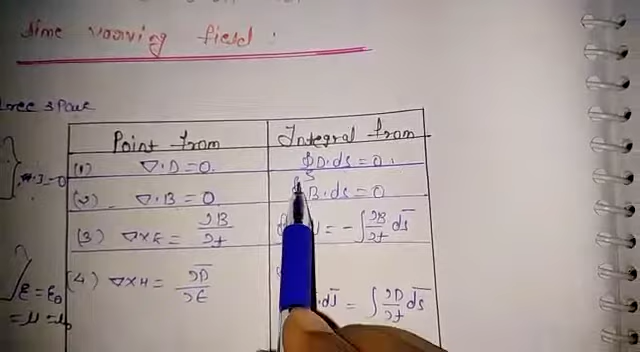 Time varying field :
free space
Point from Integral from
(1) ∇·D=0. ∮D·ds=0.
S
J=0
(2) ∇·B=0 B·ds=0
(3) ∇×E= ∂B/∂t = -∫∂B/∂t ds̅
(4) ∇×H= ∂D̅/∂t
ε=ε₀
·dl̅ = ∫∂D/∂t ds̅
=μ=μ₀